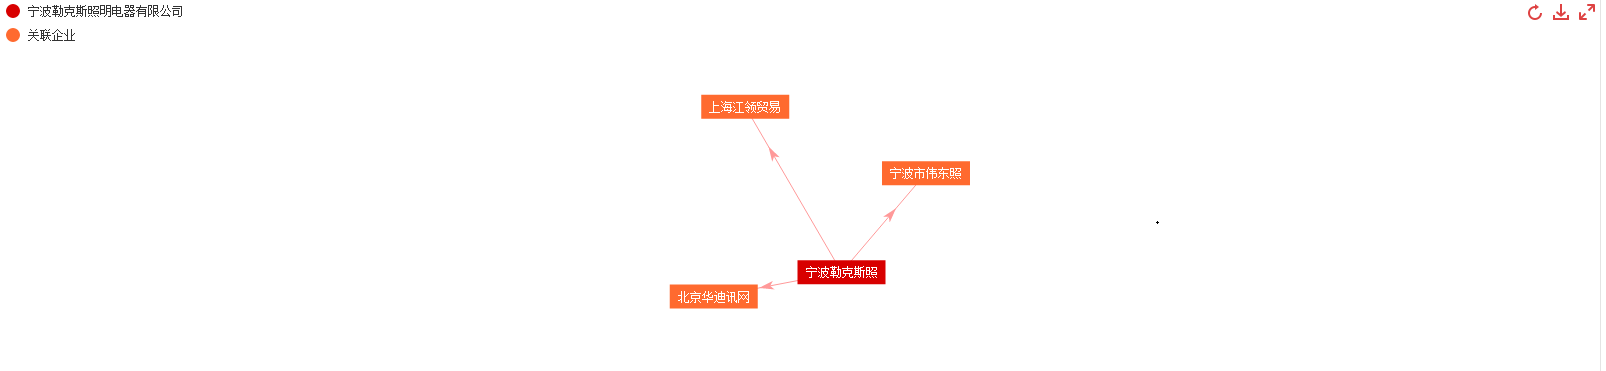 宁波勒克斯照明电器有限公司
关联企业
上海江领贸易
宁波市伟东照
宁波勒克斯照
北京华迪讯网